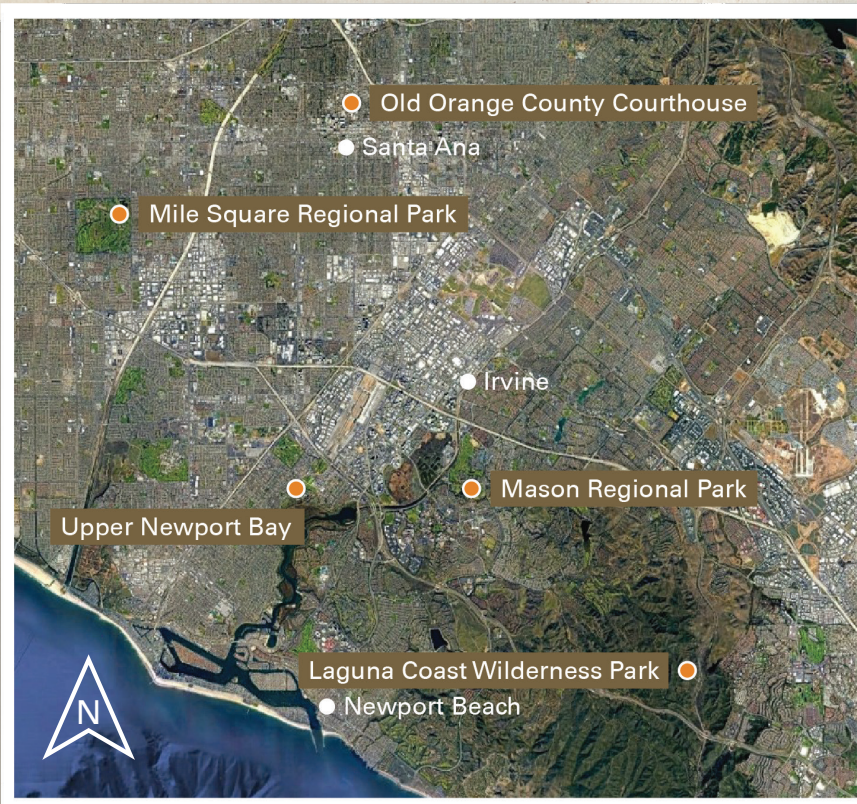 Old Orange County Courthouse
Santa Ana
Mile Square Regional Park
Irvine
Mason Regional Park
Upper Newport Bay
Laguna Coast Wilderness Park
Newport Beach
N